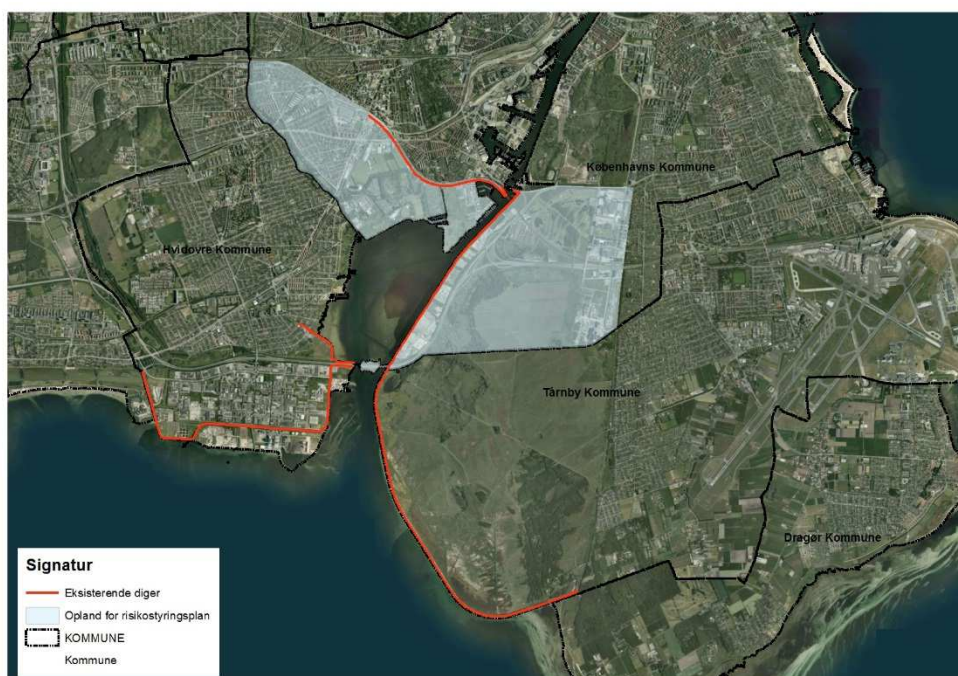 Københavns Kommune
Hvidovre Kommune
Tårnby Kommune
Dragør Kommune
Signatur
Eksisterende diger
Opland for risikostyringsplan
KOMMUNE
Kommune